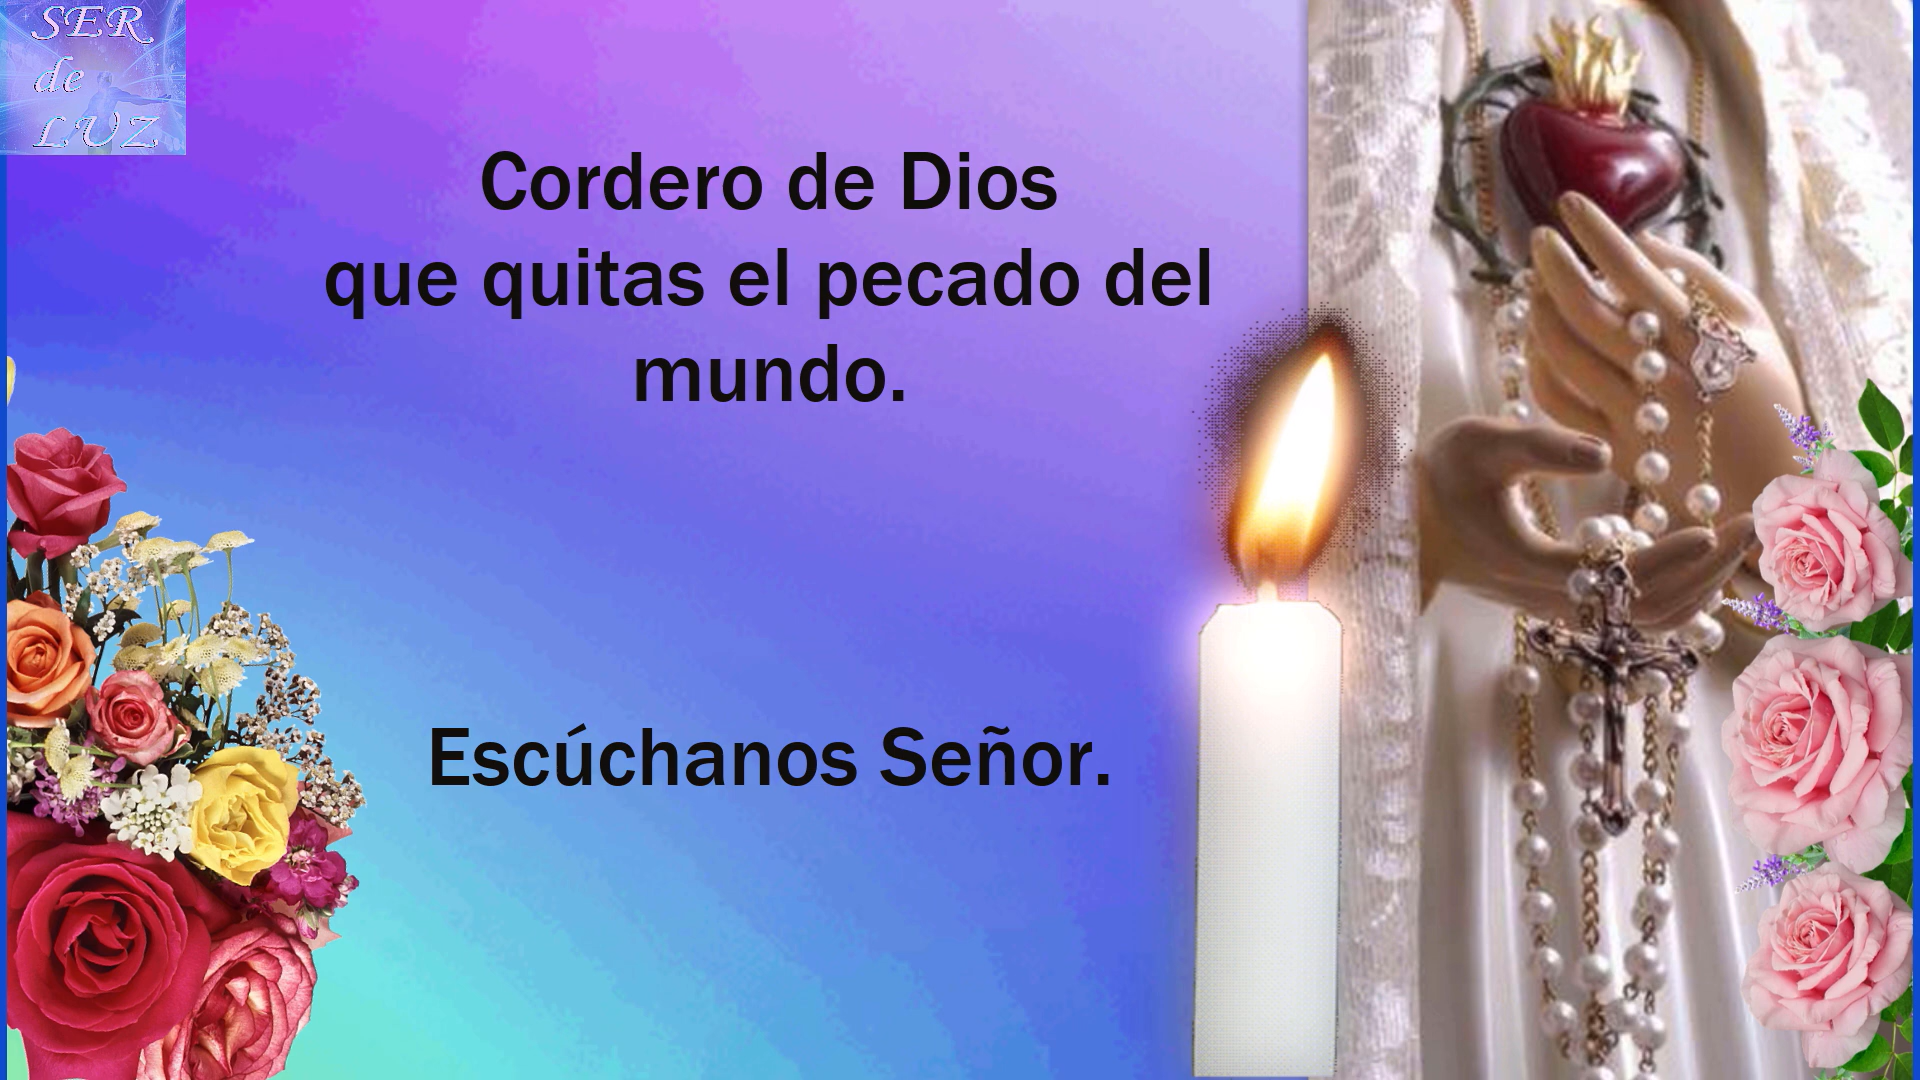 SER
de
LUZ
Cordero de Dios
que quitas el pecado del
mundo.
Escúchanos Señor.